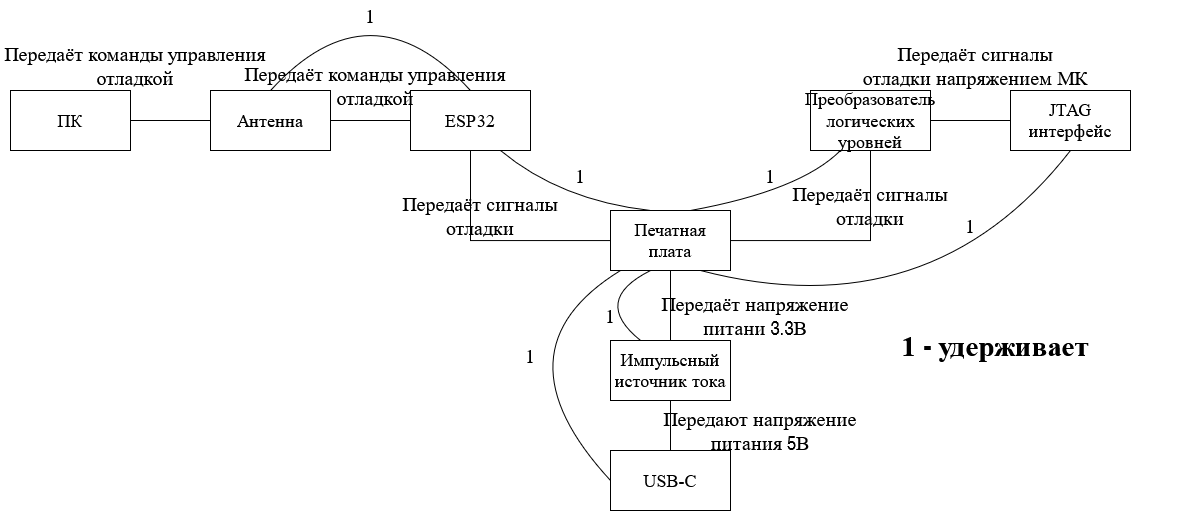 1
Передаёт команды управления
отладкой
Передаёт команды управления
отладкой
Передаёт сигналы
отладки напряжением МК
ПК
Антенна
ESP32
Преобразователь
логических
уровней
JTAG
интерфейс
1
1
Передаёт сигналы
отладки
Передаёт сигналы
отладки
1
Печатная
плата
Передаёт напряжение
питани 3.3В
1
1
1 - удерживает
Импульсный
источник тока
Передают напряжение
питания 5В
USB-C